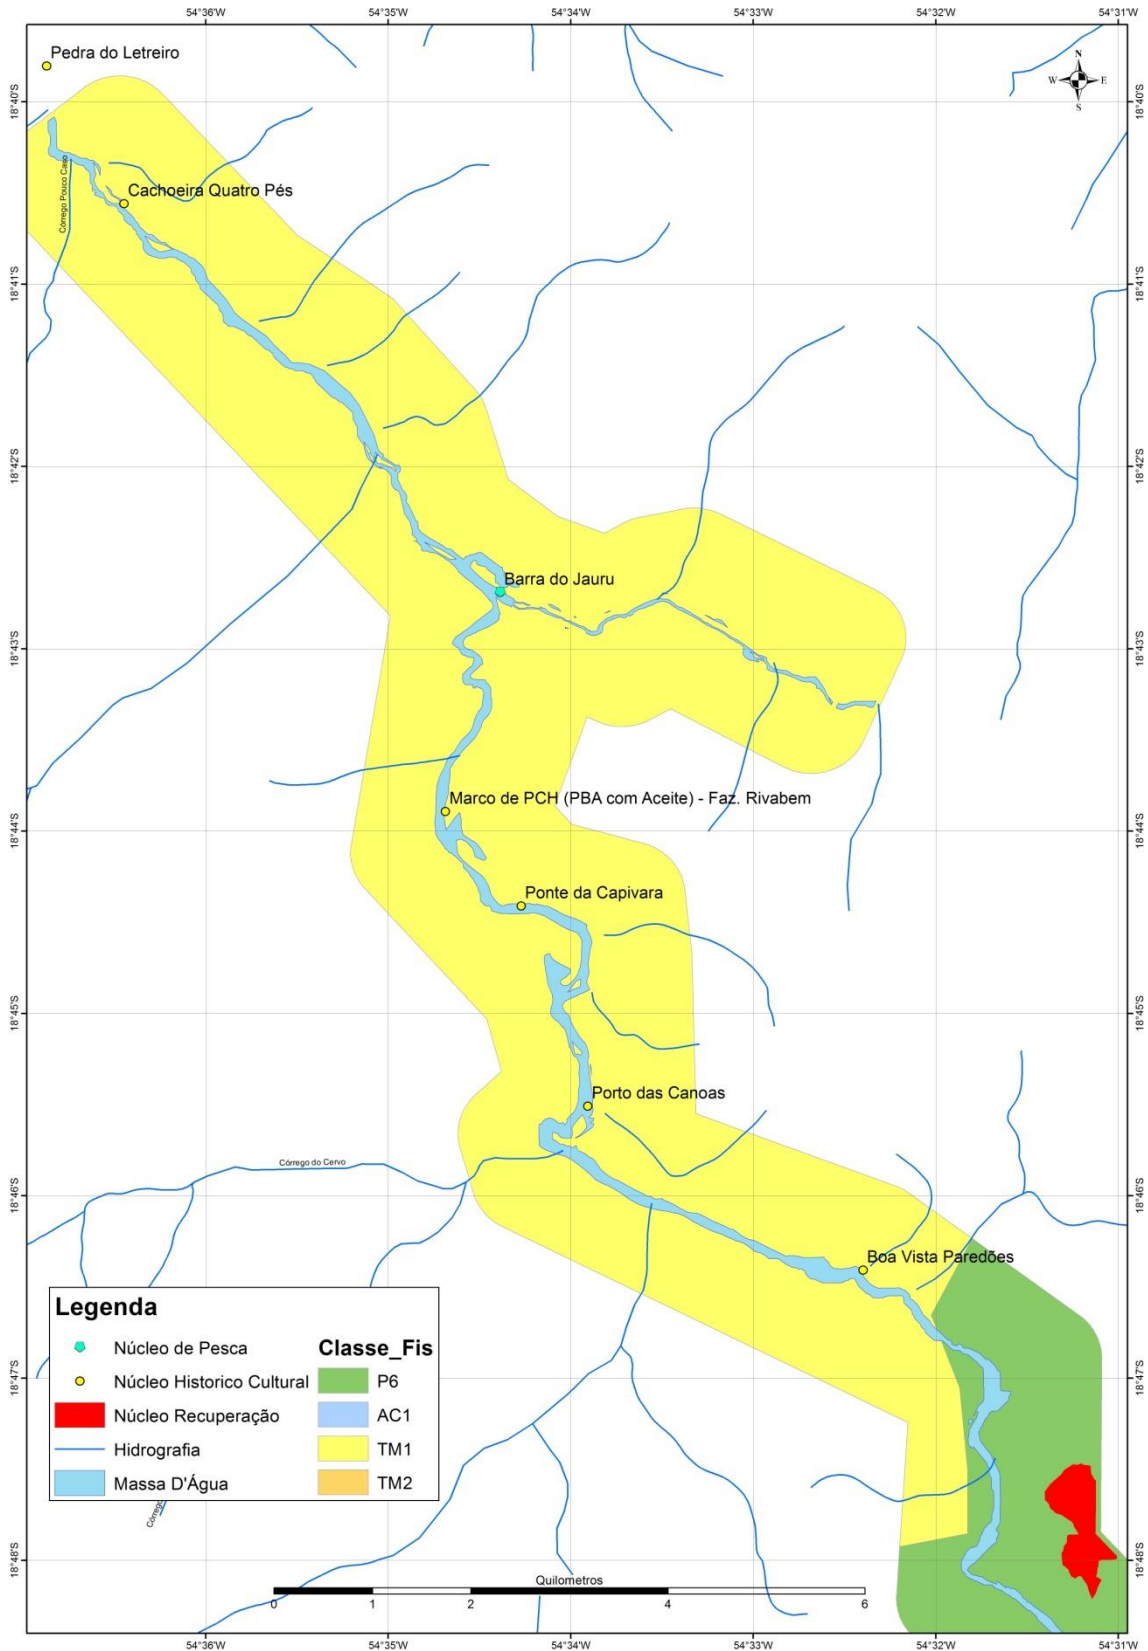 54°36'W 54°35'W 54°34'W 54°33'W 54°32'W 54°31'W
Pedra do Letreiro
N
W E
S
18°40'S 18°40'S
Córrego Pouco Caso
Cachoeira Quatro Pés
18°41'S 18°41'S
18°42'S 18°42'S
Barra do Jauru
18°43'S 18°43'S
Marco de PCH (PBA com Aceite) - Faz. Rivabem
18°44'S 18°44'S
Ponte da Capivara
18°45'S 18°45'S
Porto das Canoas
Córrego do Cervo
18°46'S 18°46'S
Boa Vista Paredões
Legenda
Núcleo de Pesca
Núcleo Historico Cultural
Núcleo Recuperação
Hidrografia
Massa D'Água
Classe_Fis
P6
AC1
TM1
TM2
18°47'S 18°47'S
Córrego
18°48'S 18°48'S
Quilometros
0 1 2 4 6
54°36'W 54°35'W 54°34'W 54°33'W 54°32'W 54°31'W